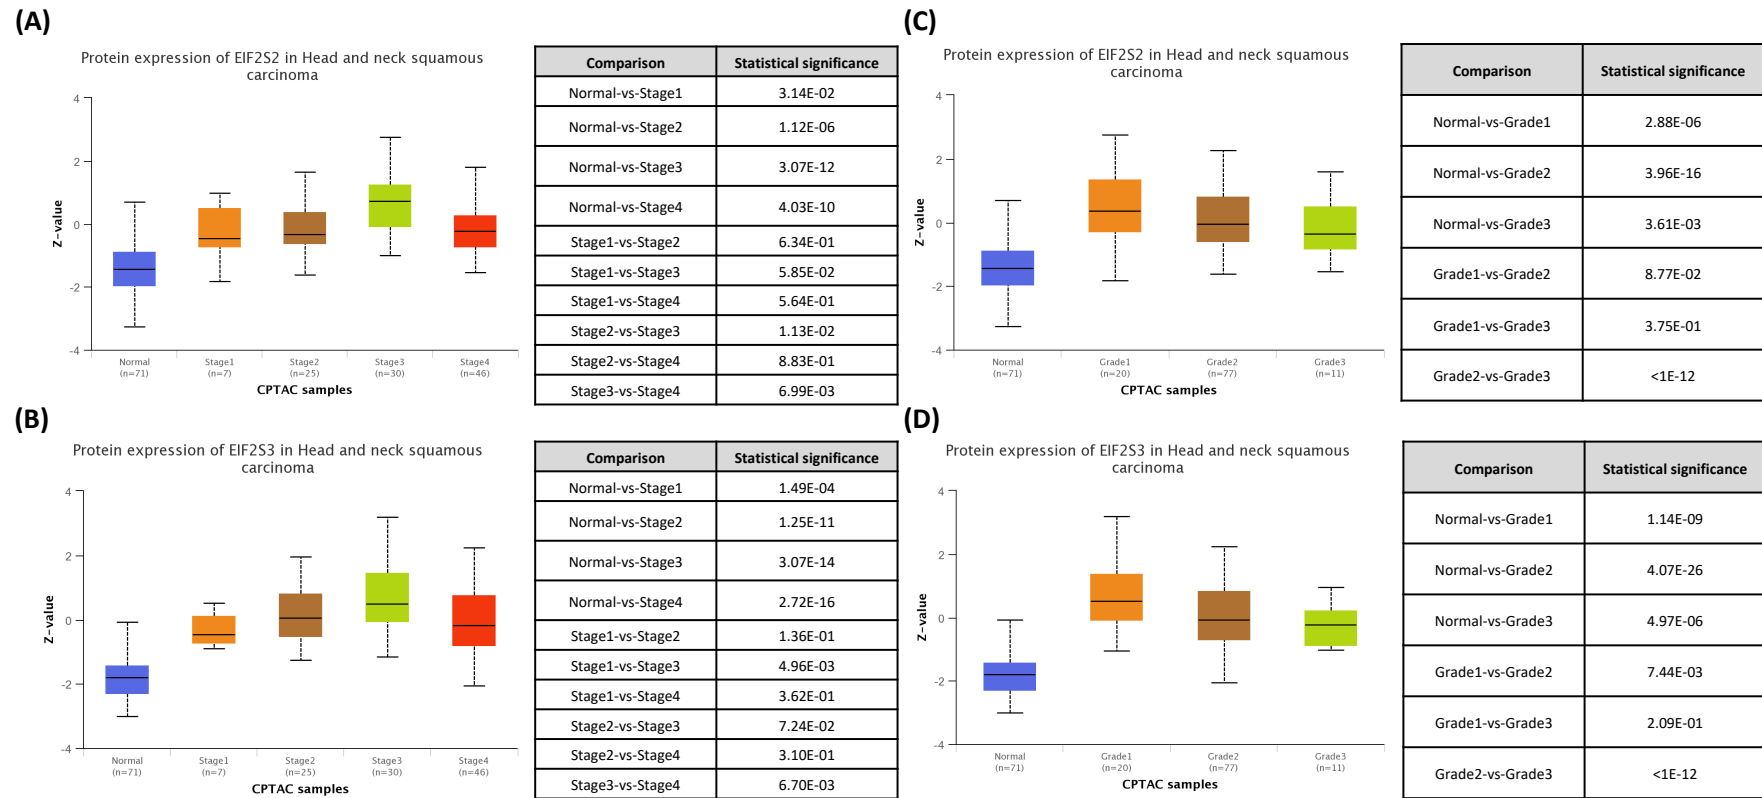 (A)
Protein expression of EIF2S2 in Head and neck squamous
carcinoma
Z-value
4
2
0
-2
-4
Normal
(n=71)
Stage1
(n=7)
Stage2
(n=25)
Stage3
(n=30)
Stage4
(n=46)
CPTAC samples
Comparison Statistical significance
Normal-vs-Stage1 3.14E-02
Normal-vs-Stage2 1.12E-06
Normal-vs-Stage3 3.07E-12
Normal-vs-Stage4 4.03E-10
Stage1-vs-Stage2 6.34E-01
Stage1-vs-Stage3 5.85E-02
Stage1-vs-Stage4 5.64E-01
Stage2-vs-Stage3 1.13E-02
Stage2-vs-Stage4 8.83E-01
Stage3-vs-Stage4 6.99E-03
(B)
Protein expression of EIF2S3 in Head and neck squamous
carcinoma
Z-value
4
2
0
-2
-4
Normal
(n=71)
Stage1
(n=7)
Stage2
(n=25)
Stage3
(n=30)
Stage4
(n=46)
CPTAC samples
Comparison Statistical significance
Normal-vs-Stage1 1.49E-04
Normal-vs-Stage2 1.25E-11
Normal-vs-Stage3 3.07E-14
Normal-vs-Stage4 2.72E-16
Stage1-vs-Stage2 1.36E-01
Stage1-vs-Stage3 4.96E-03
Stage1-vs-Stage4 3.62E-01
Stage2-vs-Stage3 7.24E-02
Stage2-vs-Stage4 3.10E-01
Stage3-vs-Stage4 6.70E-03
(C)
Protein expression of EIF2S2 in Head and neck squamous
carcinoma
Z-value
4
2
0
-2
-4
Normal
(n=71)
Grade1
(n=20)
Grade2
(n=77)
Grade3
(n=11)
CPTAC samples
Comparison Statistical significance
Normal-vs-Grade1 2.88E-06
Normal-vs-Grade2 3.96E-16
Normal-vs-Grade3 3.61E-03
Grade1-vs-Grade2 8.77E-02
Grade1-vs-Grade3 3.75E-01
Grade2-vs-Grade3 <1E-12
(D)
Protein expression of EIF2S3 in Head and neck squamous
carcinoma
Z-value
4
2
0
-2
-4
Normal
(n=71)
Grade1
(n=20)
Grade2
(n=77)
Grade3
(n=11)
CPTAC samples
Comparison Statistical significance
Normal-vs-Grade1 1.14E-09
Normal-vs-Grade2 4.07E-26
Normal-vs-Grade3 4.97E-06
Grade1-vs-Grade2 7.44E-03
Grade1-vs-Grade3 2.09E-01
Grade2-vs-Grade3 <1E-12